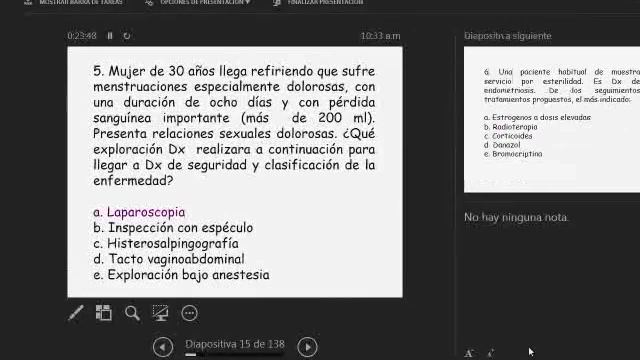 MOSTRAR BARRA DE TAREAS
OPCIONES DE PRESENTACIÓN ▼
FINALIZAR PRESENTACIÓN
0:23:48
10:33 a.m
Diapositiva siguiente
5. Mujer de 30 años llega refiriendo que sufre
menstruaciones especialmente dolorosas, con
una duración de ocho días y con pérdida
sanguínea importante (más de 200 ml).
Presenta relaciones sexuales dolorosas. ¿Qué
exploración Dx realizara a continuación para
llegar a Dx de seguridad y clasificación de la
enfermedad?
a. Laparoscopia
b. Inspección con espéculo
c. Histerosalpingografía
d. Tacto vaginoabdominal
e. Exploración bajo anestesia
6. Una paciente habitual de nuestro
servicio por esterilidad. Es Dx de
endometriosis. De los seguimientos
tratamientos propuestos, el más indicado:
a. Estrogenos a dosis elevadas
b. Radioterapia
c. Corticoides
d. Danazol
e. Bromocriptina
No hay ninguna nota.
Diapositiva 15 de 138
A A